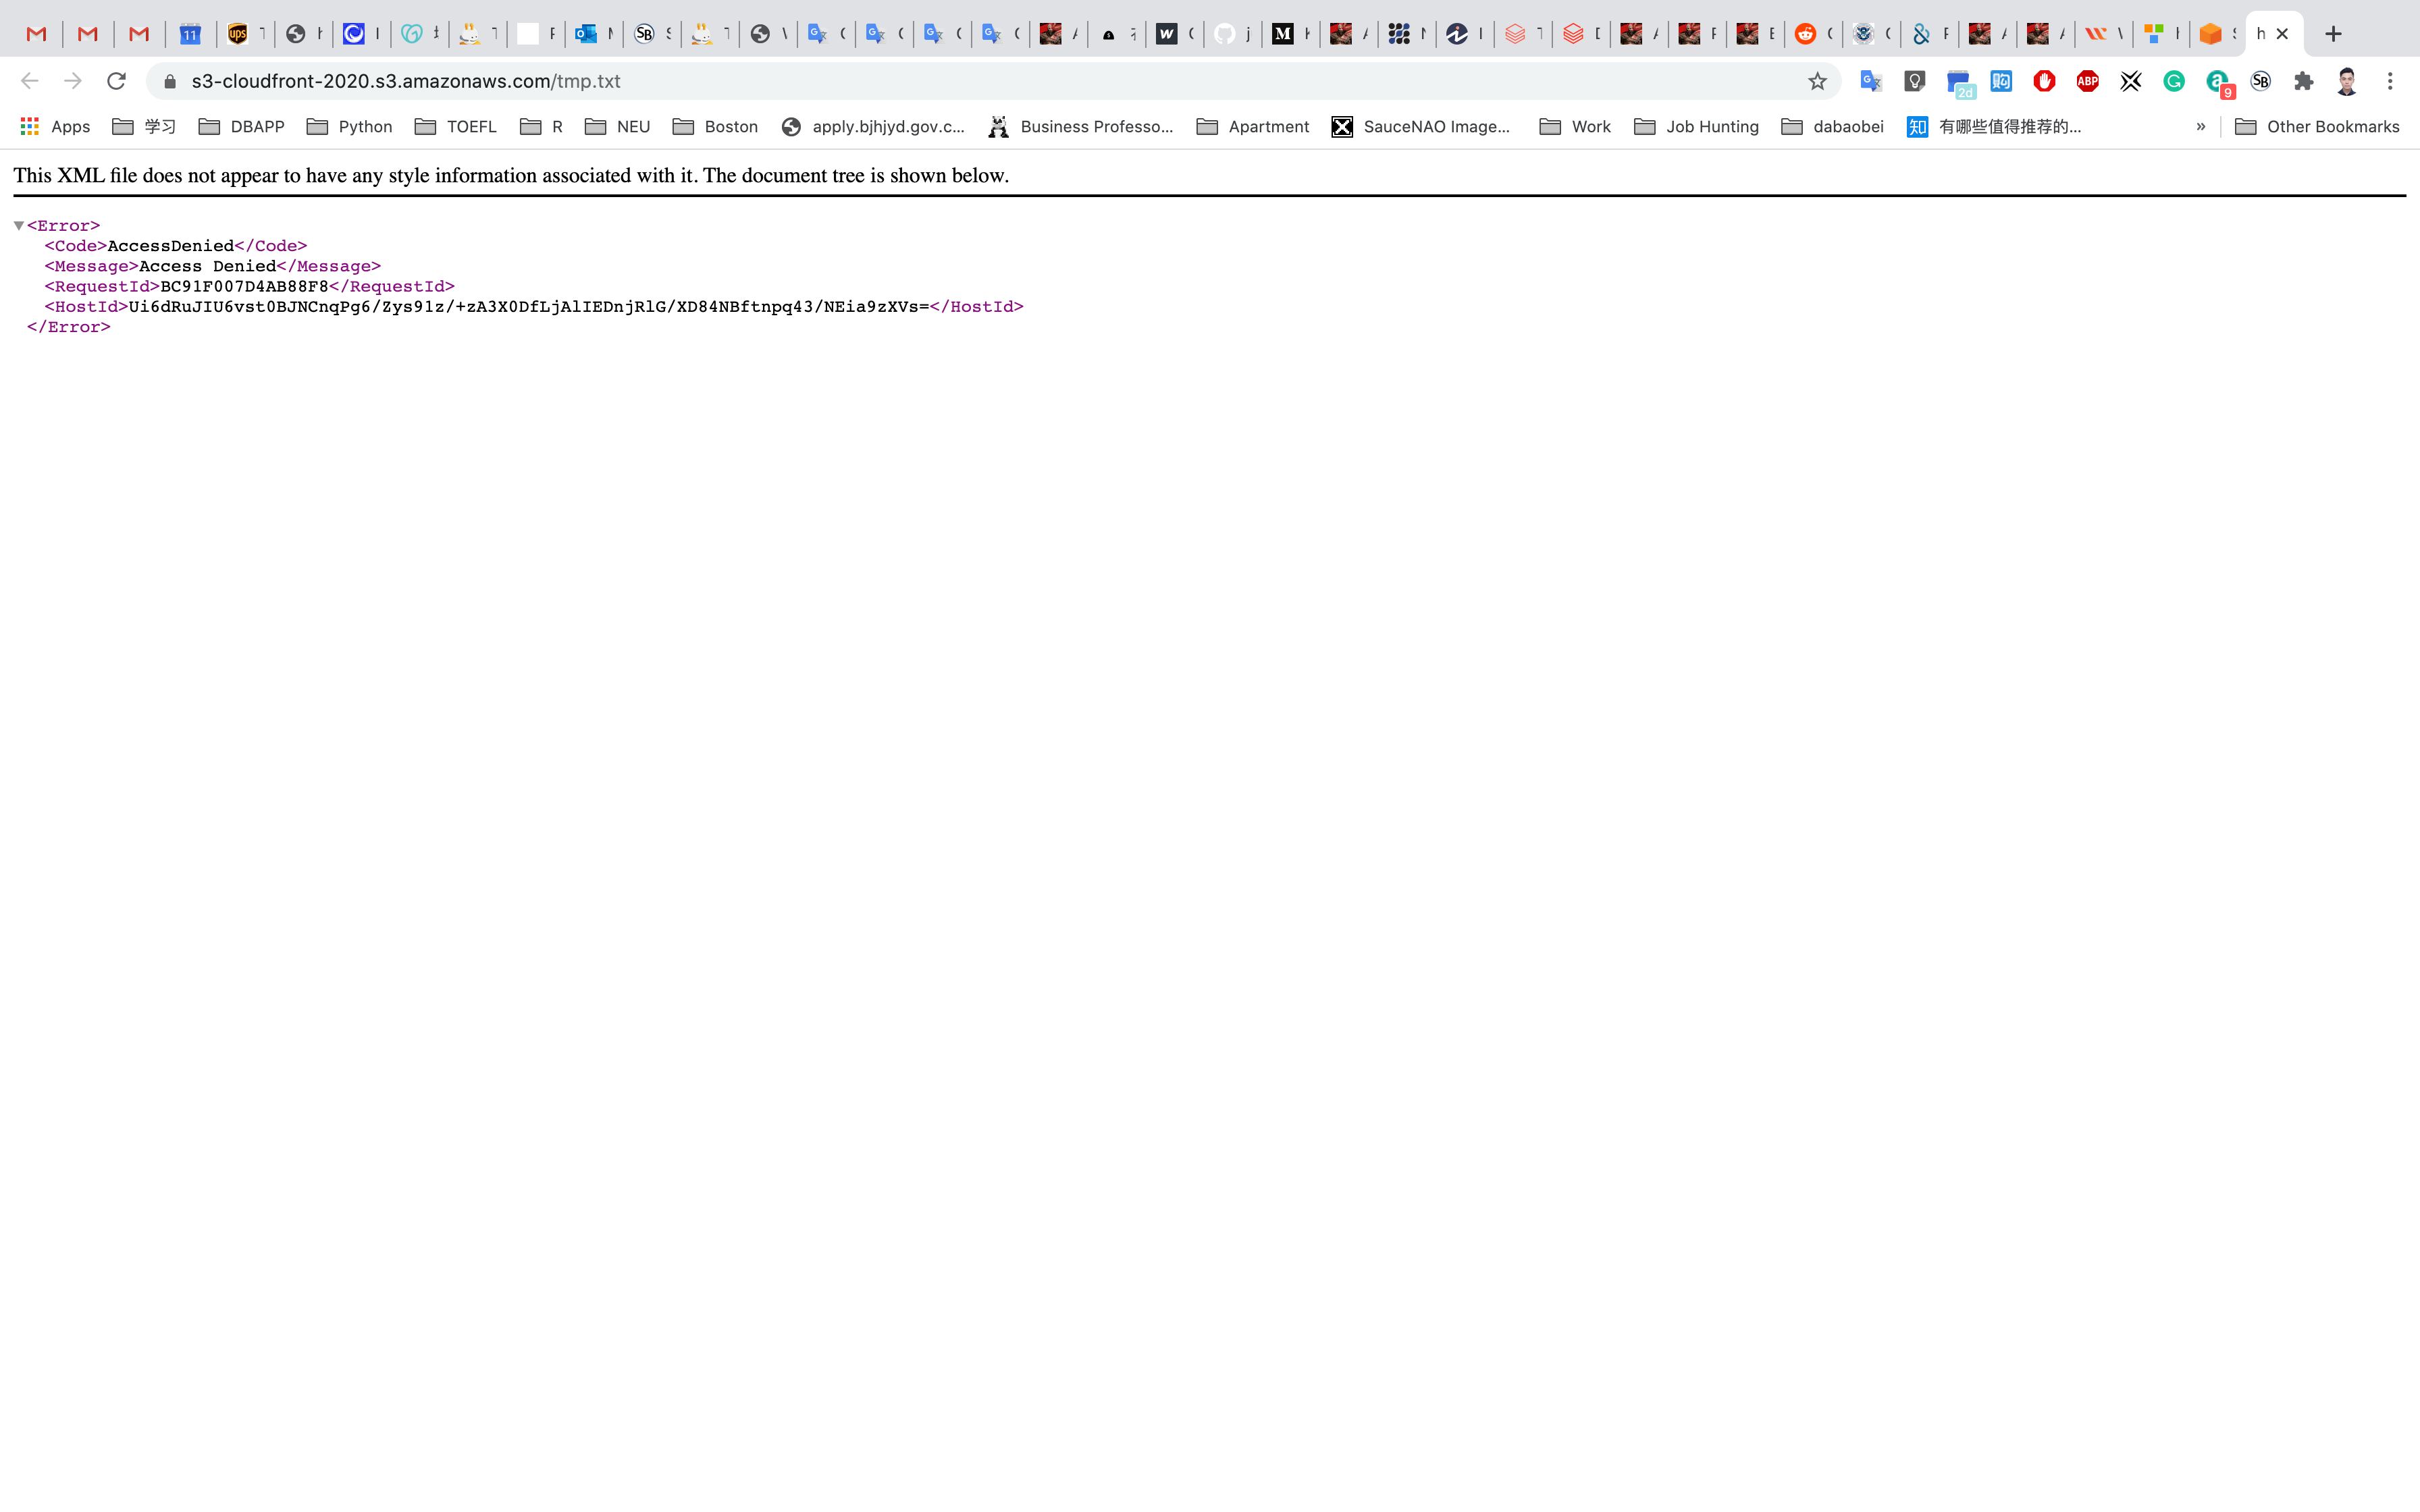 11
s3-cloudfront-2020.s3.amazonaws.com/tmp.txt
2d
ABP
9
Apps 学习 DBAPP Python TOEFL R NEU Boston apply.bjhjyd.gov.c... Business Professo... Apartment SauceNAO Image... Work Job Hunting dabaobei 有哪些值得推荐的... » Other Bookmarks
This XML file does not appear to have any style information associated with it. The document tree is shown below.
<Error>
<Code>AccessDenied</Code>
<Message>Access Denied</Message>
<RequestId>BC91F007D4AB88F8</RequestId>
<HostId>Ui6dRuJIU6vst0BJNCnqPg6/Zys91z/+zA3X0DfLjAlIEDnjRlG/XD84NBftnpq43/NEia9zXVs=</HostId>
</Error>